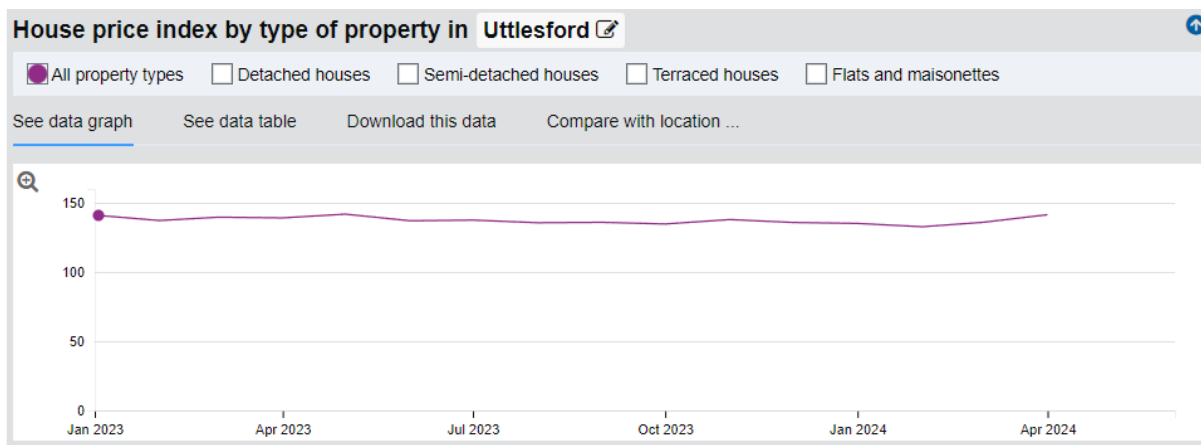 House price index by type of property in Uttlesford
All property types Detached houses Semi-detached houses Terraced houses Flats and maisonettes
See data graph See data table Download this data Compare with location ...
150
100
50
0
Jan 2023 Apr 2023 Jul 2023 Oct 2023 Jan 2024 Apr 2024